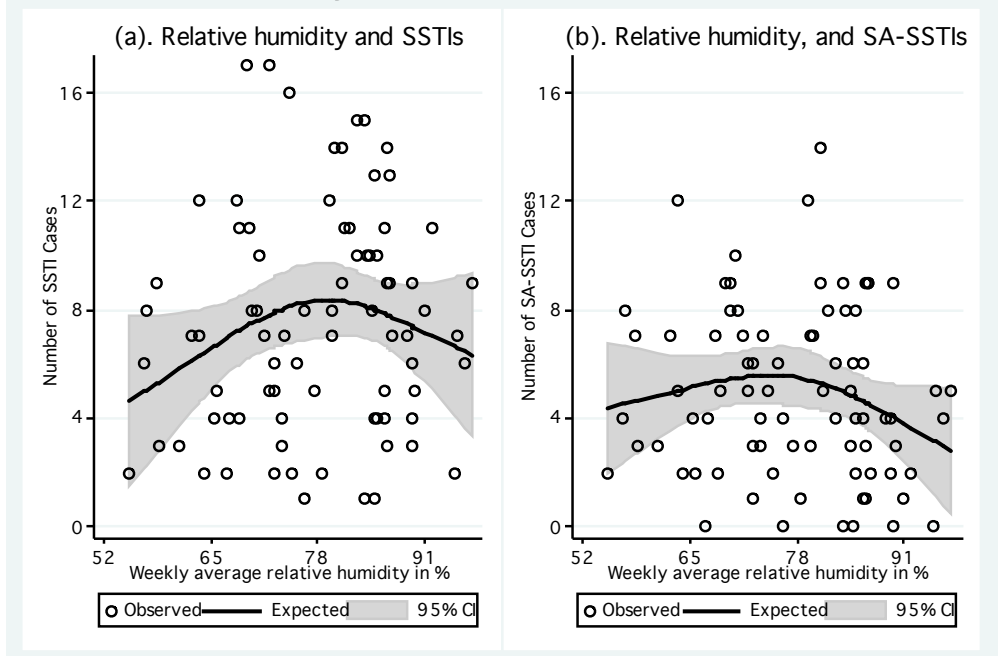 (a). Relative humidity and SSTIs
Number of SSTI Cases
16
12
8
4
0
52 65 78 91
Weekly average relative humidity in %
Observed Expected 95% CI
(b). Relative humidity, and SA-SSTIs
Number of SA-SSTI Cases
16
12
8
4
0
52 65 78 91
Weekly average relative humidity in %
Observed Expected 95% CI